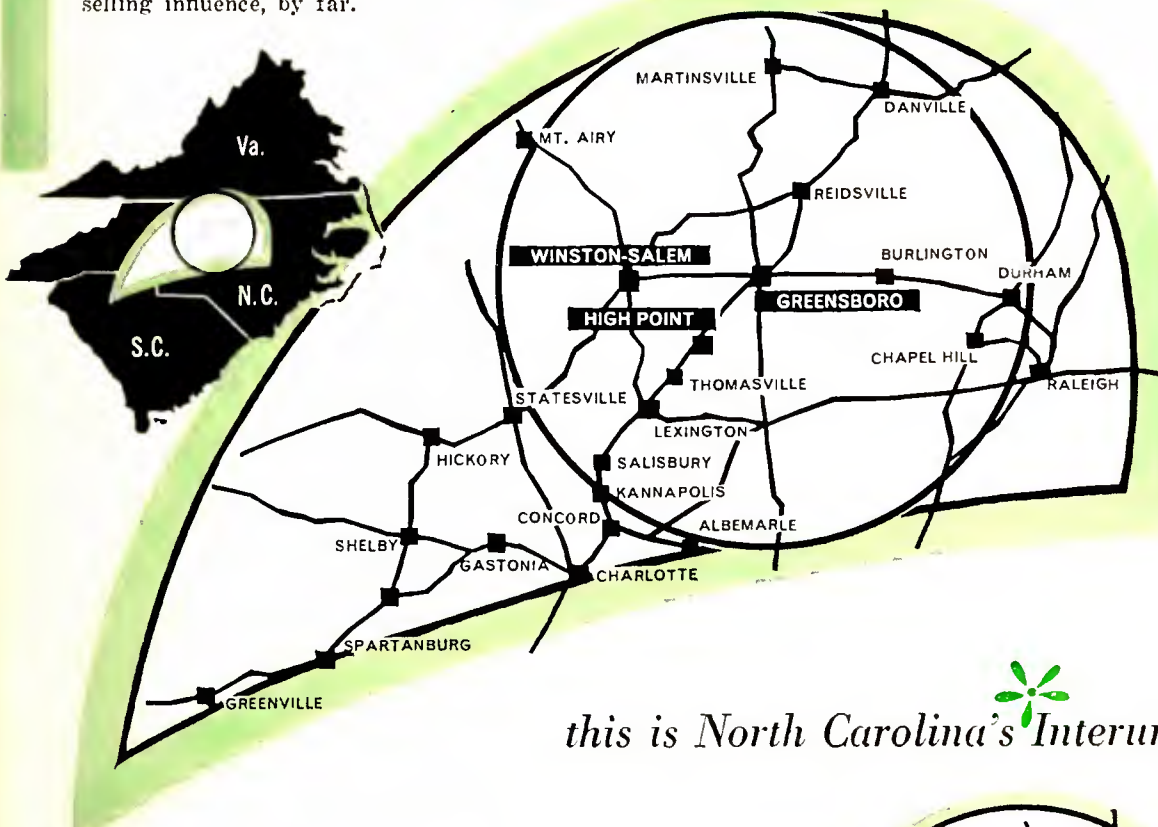 selling influence, by far.
MARTINSVILLE
DANVILLE
MT. AIRY
Va.
REIDSVILLE
WINSTON-SALEM
BURLINGTON
DURHAM
N.C.
GREENSBORO
HIGH POINT
S.C.
CHAPEL HILL
THOMASVILLE
RALEIGH
STATESVILLE
LEXINGTON
HICKORY
SALISBURY
KANNAPOLIS
CONCORD
ALBEMARLE
SHELBY
GASTONIA
CHARLOTTE
SPARTANBURG
GREENVILLE
this is North Carolina's